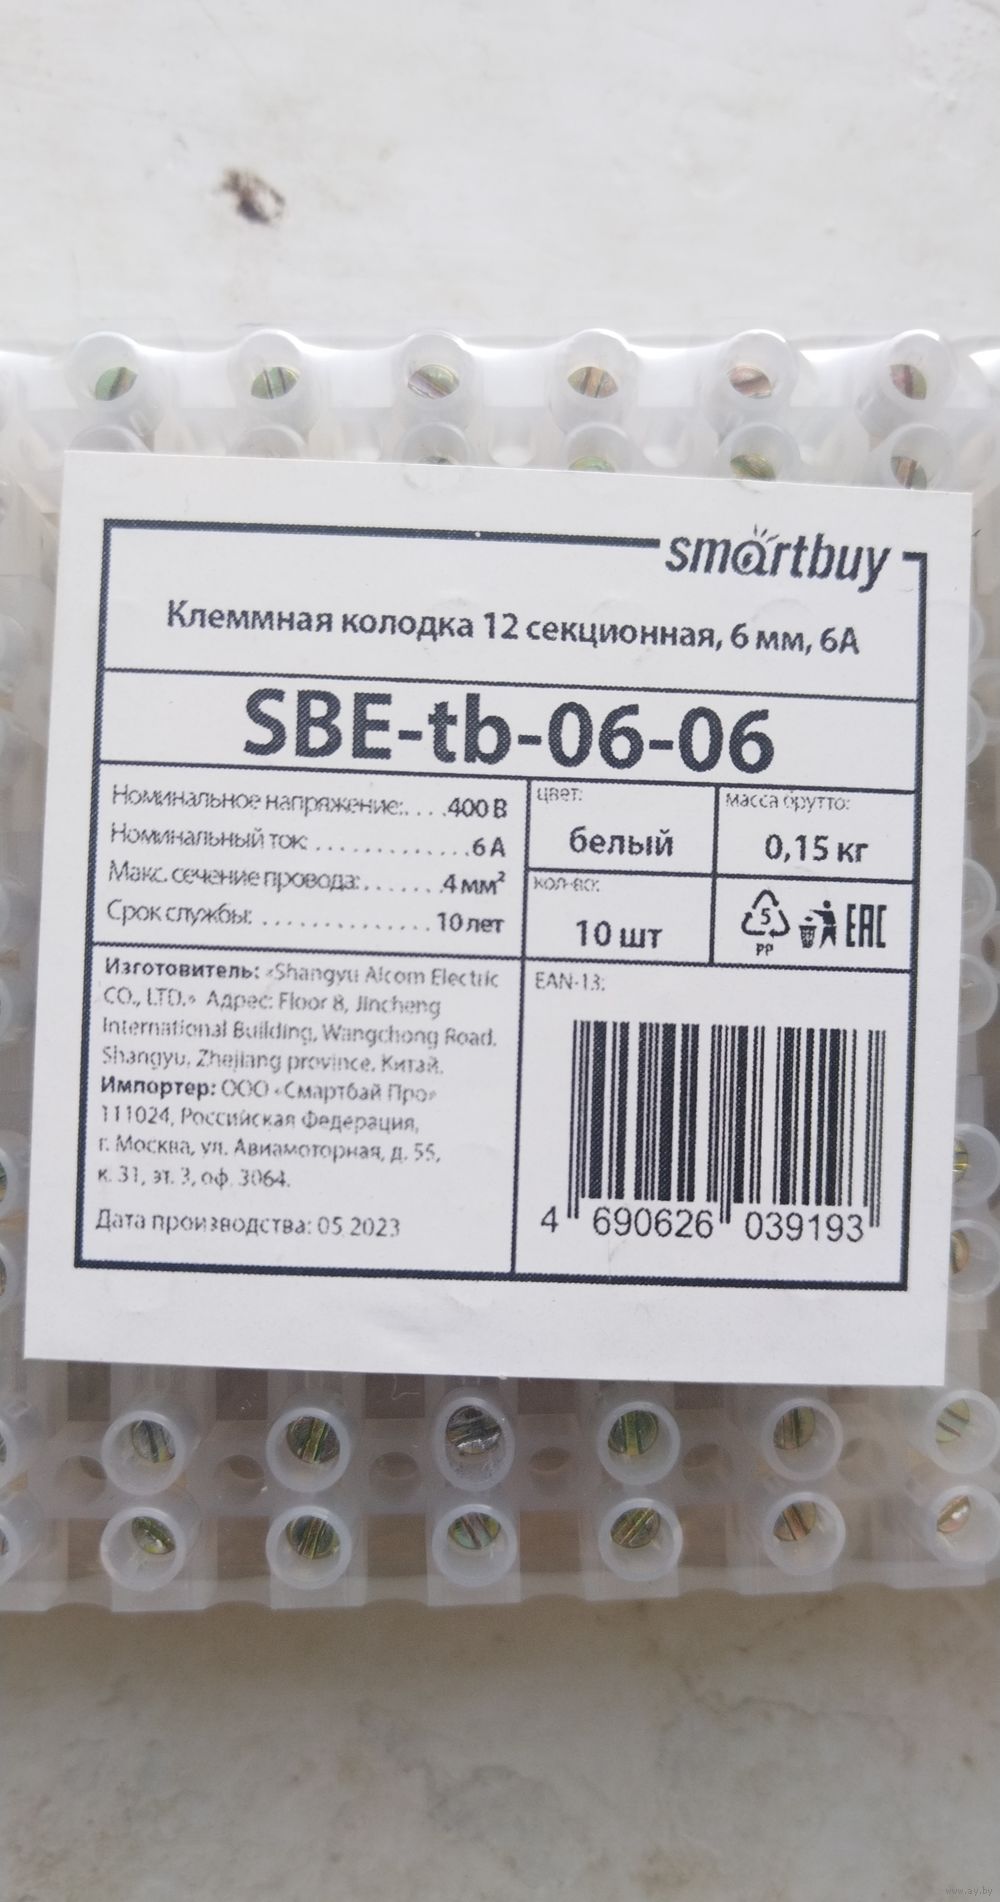 smartbuy
Клеммная колодка 12 секционная, 6 мм, 6А
SBE-tb-06-06
Номинальное напряжение:. . . .400 В
Номинальный ток: . . . . . . . . . . . . .6 А
Макс. сечение провода:. . . . . . .4 мм²
Срок службы: . . . . . . . . . . . . . . 10 лет
цвет:
белый
масса брутто:
0,15 кг
кол-во:
10 шт
5
PP
EAC
Изготовитель: «Shangyu Alcom Electric
CO., LTD.» Адрес: Floor 8, Jincheng
International Building, Wangchong Road,
Shangyu, Zhejiang province, Китай.
Импортер: ООО «Смартбай Про»
111024, Российская Федерация,
г. Москва, ул. Авиамоторная, д. 55,
к. 31, эт. 3, оф. 3064.
Дата производства: 05.2023
EAN-13:
4 690626 039193
www.ay.by